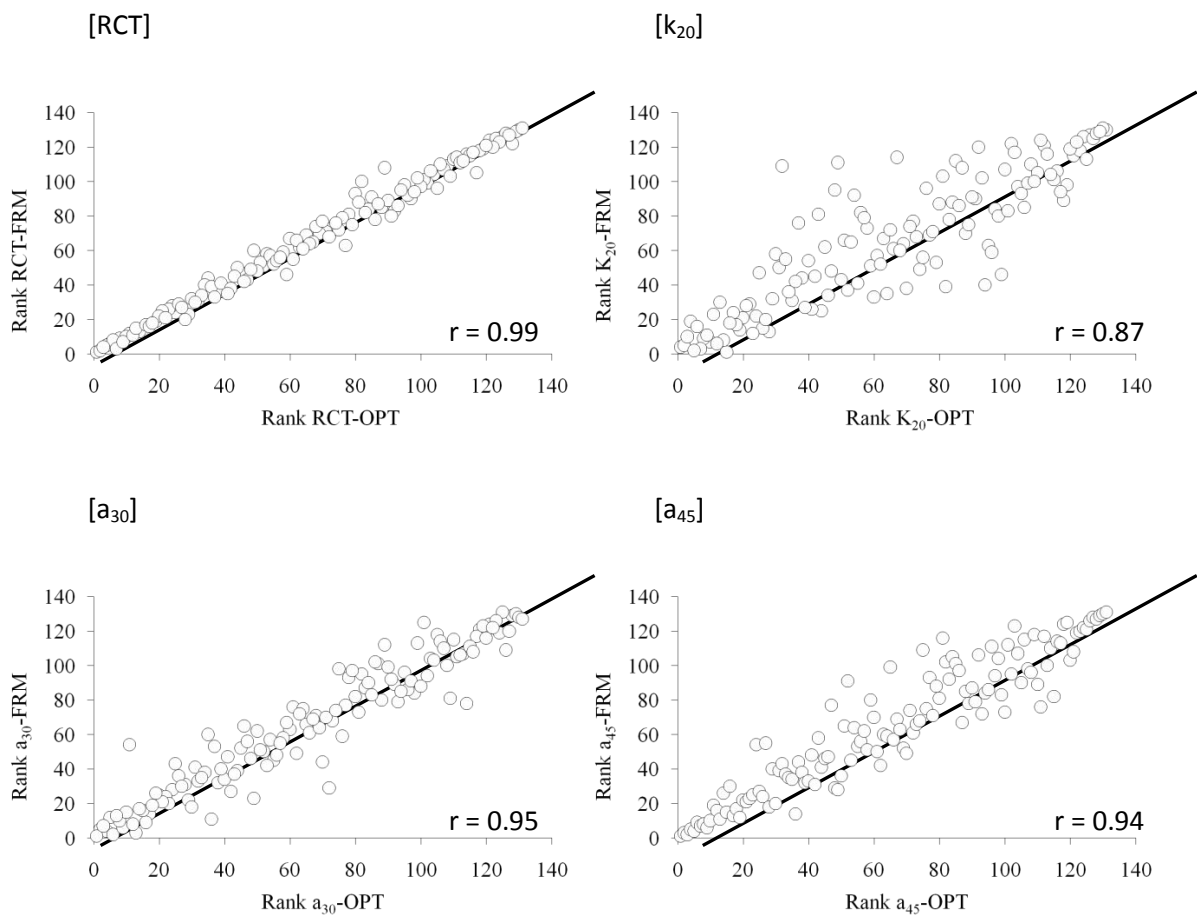 [RCT]
140
120
100
80
60
40
20
0
Rank RCT-FRM
r = 0.99
0 20 40 60 80 100 120 140
Rank RCT-OPT
[k₂₀]
140
120
100
80
60
40
20
0
Rank K₂₀-FRM
r = 0.87
0 20 40 60 80 100 120 140
Rank K₂₀-OPT
[a₃₀]
140
120
100
80
60
40
20
0
Rank a₃₀-FRM
r = 0.95
0 20 40 60 80 100 120 140
Rank a₃₀-OPT
[a₄₅]
140
120
100
80
60
40
20
0
Rank a₄₅-FRM
r = 0.94
0 20 40 60 80 100 120 140
Rank a₄₅-OPT